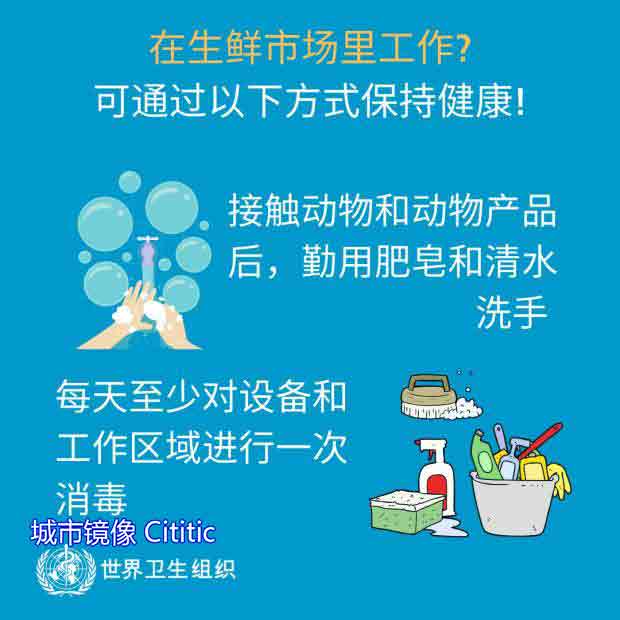 在生鲜市场里工作?
可通过以下方式保持健康!
接触动物和动物产品
后，勤用肥皂和清水
洗手
每天至少对设备和
工作区域进行一次
消毒
城市镜像 Cititic
世界卫生组织